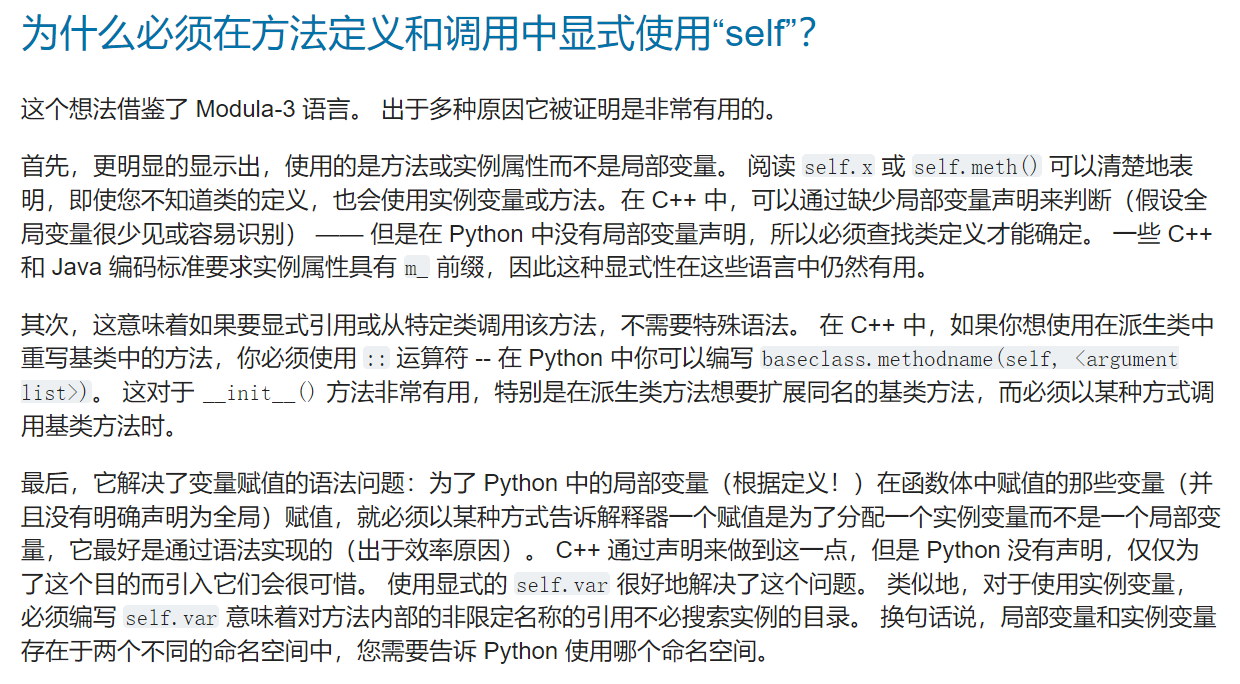 为什么必须在方法定义和调用中显式使用“self”？
这个想法借鉴了 Modula-3 语言。 出于多种原因它被证明是非常有用的。
首先，更明显的显示出，使用的是方法或实例属性而不是局部变量。 阅读 self.x 或 self.meth() 可以清楚地表
明，即使您不知道类的定义，也会使用实例变量或方法。在 C++ 中，可以通过缺少局部变量声明来判断（假设全
局变量很少见或容易识别） —— 但是在 Python 中没有局部变量声明，所以必须查找类定义才能确定。 一些 C++
和 Java 编码标准要求实例属性具有 m_ 前缀，因此这种显式性在这些语言中仍然有用。
其次，这意味着如果要显式引用或从特定类调用该方法，不需要特殊语法。 在 C++ 中，如果你想使用在派生类中
重写基类中的方法，你必须使用 :: 运算符 -- 在 Python 中你可以编写 baseclass.methodname(self, <argument
list>)。 这对于 __init__() 方法非常有用，特别是在派生类方法想要扩展同名的基类方法，而必须以某种方式调
用基类方法时。
最后，它解决了变量赋值的语法问题：为了 Python 中的局部变量（根据定义！）在函数体中赋值的那些变量（并
且没有明确声明为全局）赋值，就必须以某种方式告诉解释器一个赋值是为了分配一个实例变量而不是一个局部变
量，它最好是通过语法实现的（出于效率原因）。 C++ 通过声明来做到这一点，但是 Python 没有声明，仅仅为
了这个目的而引入它们会很可惜。 使用显式的 self.var 很好地解决了这个问题。 类似地，对于使用实例变量，
必须编写 self.var 意味着对方法内部的非限定名称的引用不必搜索实例的目录。 换句话说，局部变量和实例变量
存在于两个不同的命名空间中，您需要告诉 Python 使用哪个命名空间。